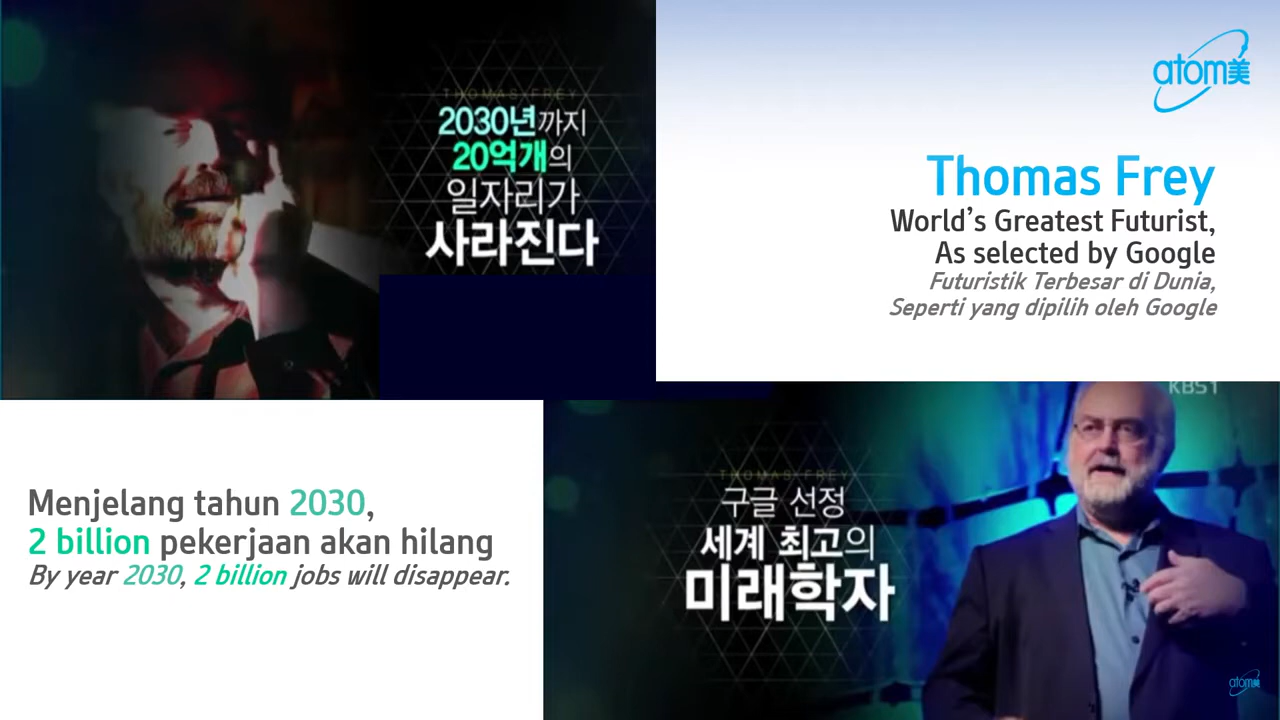 THOMAS FREY
2030년까지
20억개의
일자리가
사라진다
atom美
Thomas Frey
World's Greatest Futurist,
As selected by Google
Futuristik Terbesar di Dunia,
Seperti yang dipilih oleh Google
Menjelang tahun 2030,
2 billion pekerjaan akan hilang
By year 2030, 2 billion jobs will disappear.
KBS1
THOMAS FREY
구글 선정
세계 최고의
미래학자
atom美